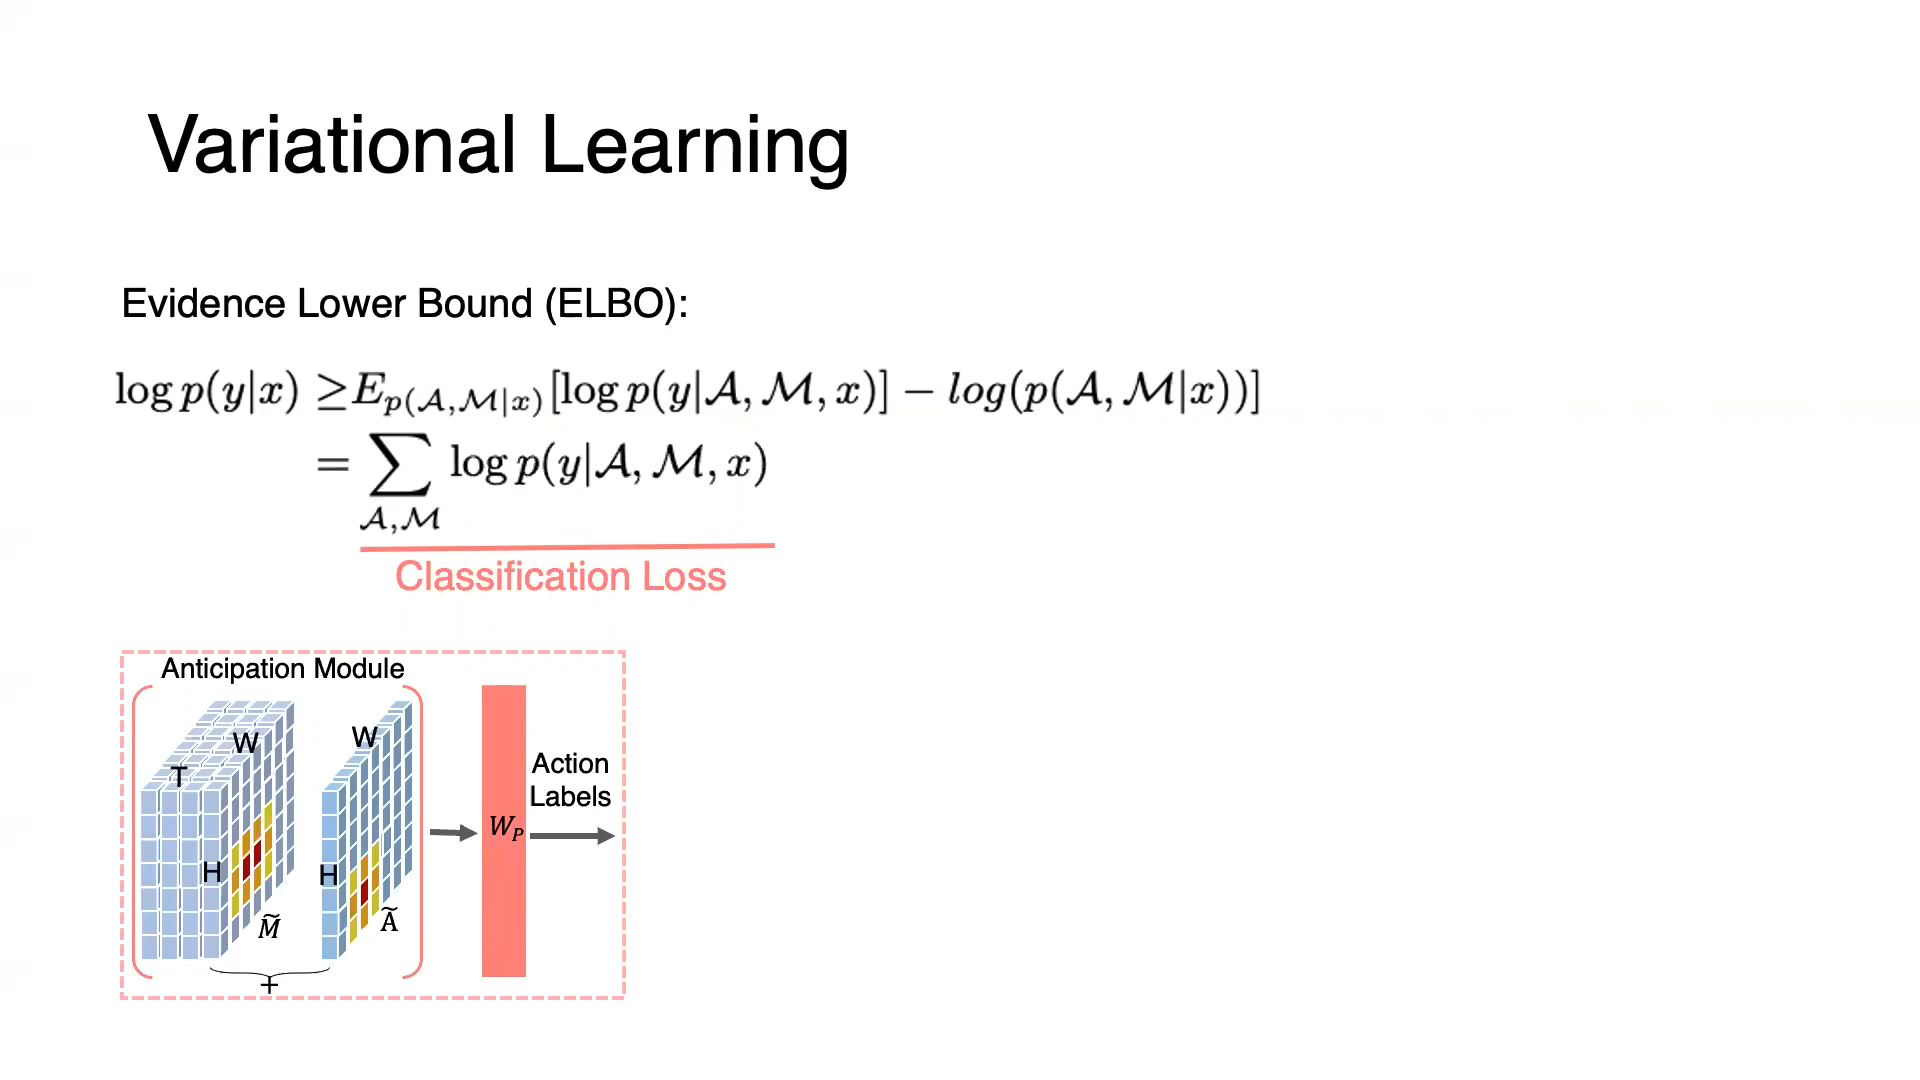 Variational Learning
Evidence Lower Bound (ELBO):
log p(y|x) ≥E_{p(𝒜,ℳ|x)}[log p(y|𝒜, ℳ, x)] − log(p(𝒜, ℳ|x))]
= ∑_{𝒜,ℳ} log p(y|𝒜, ℳ, x)
Classification Loss
Anticipation Module
W
W
T
H
H
M̃
Ã
+
W_P
Action
Labels